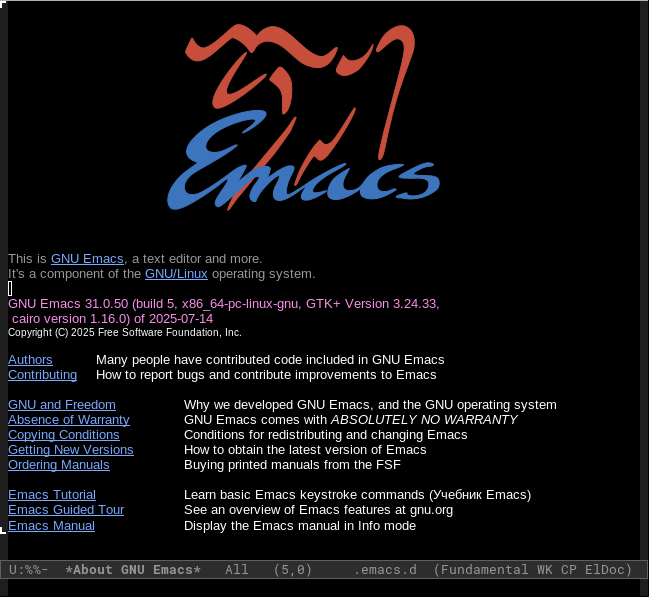 GNU
Emacs
This is GNU Emacs, a text editor and more.
It's a component of the GNU/Linux operating system.
GNU Emacs 31.0.50 (build 5, x86_64-pc-linux-gnu, GTK+ Version 3.24.33,
cairo version 1.16.0) of 2025-07-14
Copyright (C) 2025 Free Software Foundation, Inc.
Authors Many people have contributed code included in GNU Emacs
Contributing How to report bugs and contribute improvements to Emacs
GNU and Freedom Why we developed GNU Emacs, and the GNU operating system
Absence of Warranty GNU Emacs comes with ABSOLUTELY NO WARRANTY
Copying Conditions Conditions for redistributing and changing Emacs
Getting New Versions How to obtain the latest version of Emacs
Ordering Manuals Buying printed manuals from the FSF
Emacs Tutorial Learn basic Emacs keystroke commands (Учебник Emacs)
Emacs Guided Tour See an overview of Emacs features at gnu.org
Emacs Manual Display the Emacs manual in Info mode
U:%%- *About GNU Emacs* All (5,0) .emacs.d (Fundamental WK CP ElDoc)